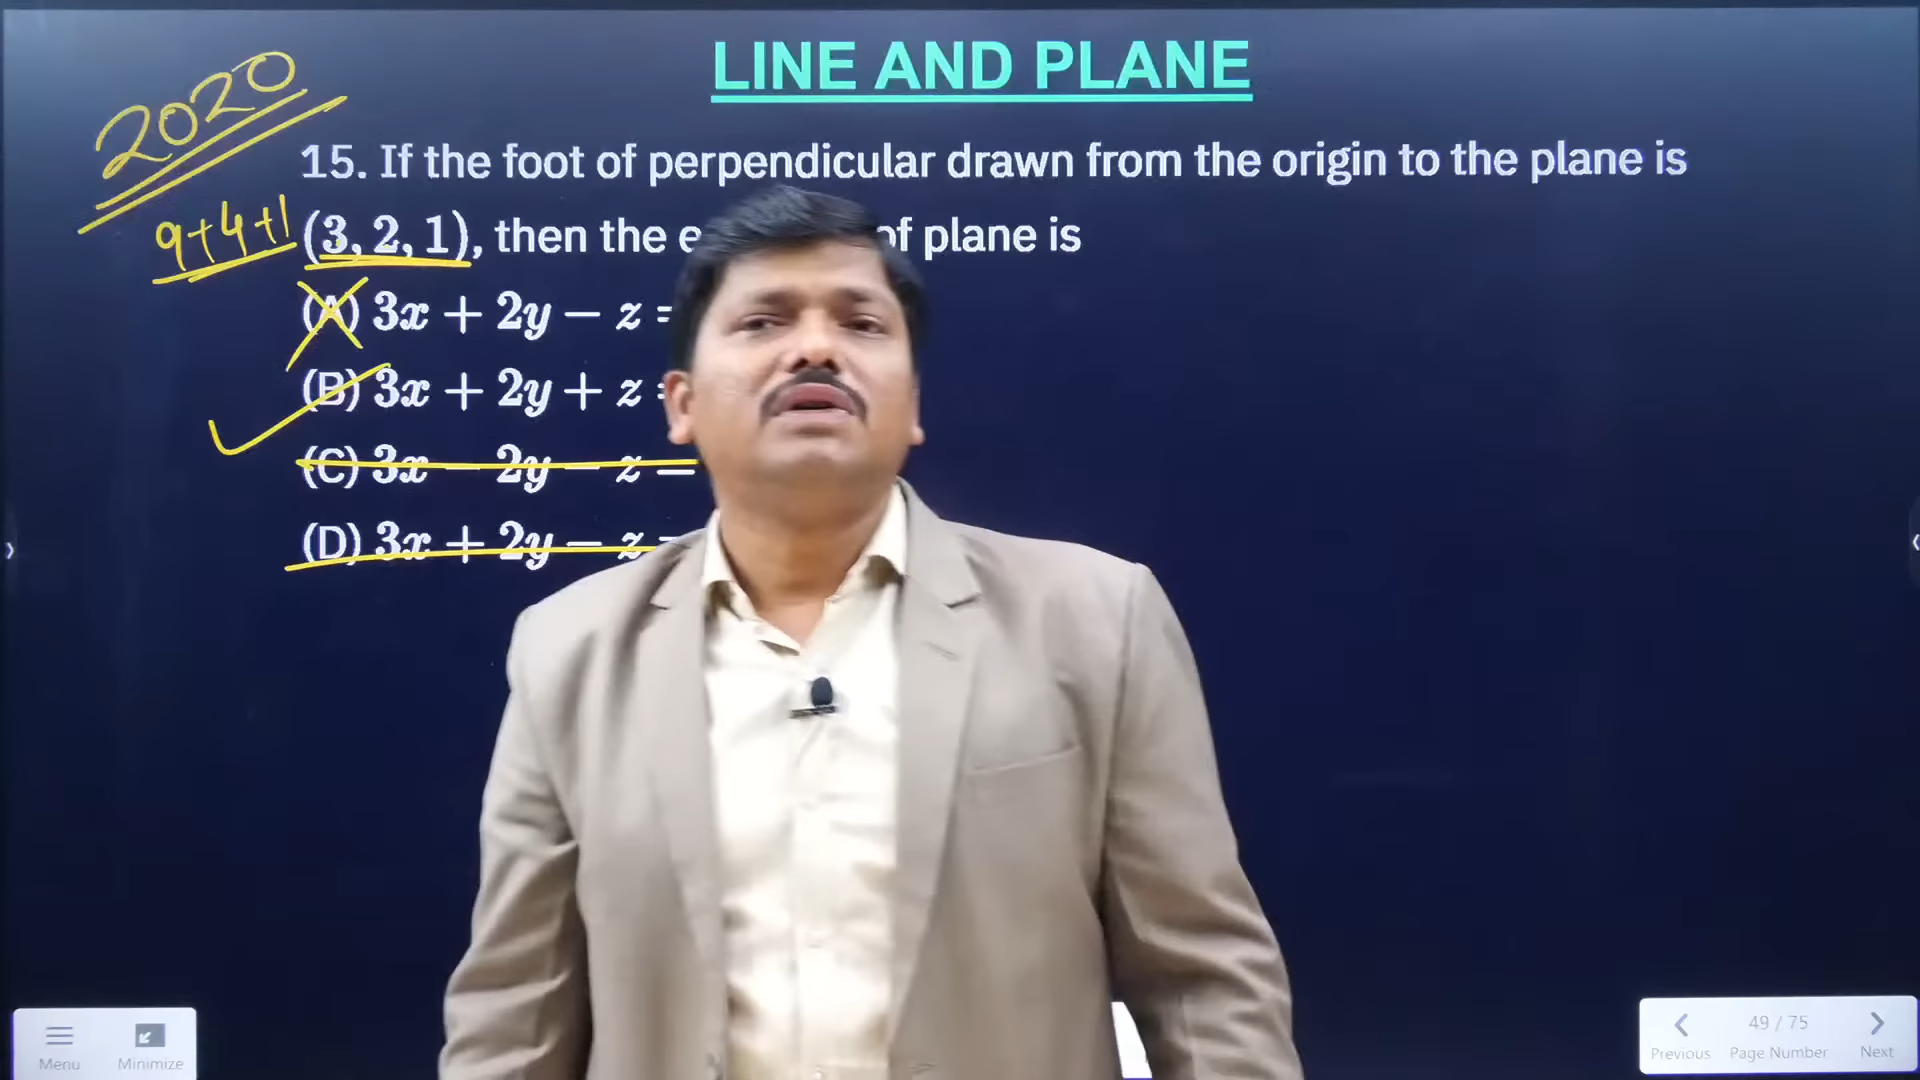 LINE AND PLANE
2020
15. If the foot of perpendicular drawn from the origin to the plane is
9+4+1
(3, 2, 1), then the of plane is
(A) 3x + 2y − z =
(B) 3x + 2y + z
(C) 3x − 2y − z =
(D) 3x + 2y − z =
Menu
Minimize
49 / 75
Previous Page Number Next